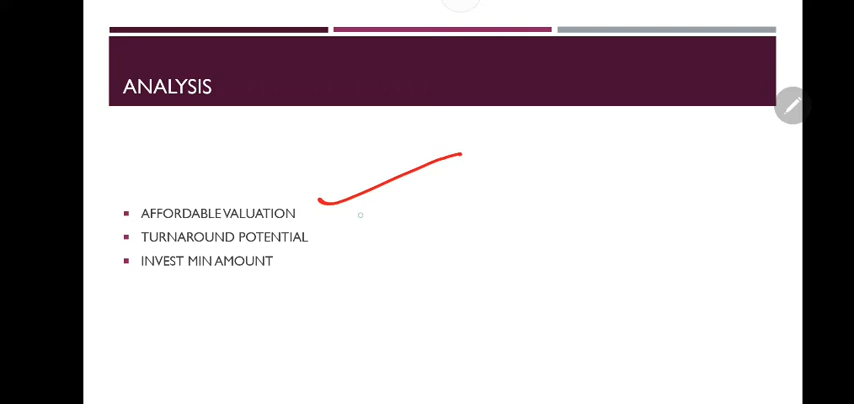 ANALYSIS
AFFORDABLE VALUATION
TURNAROUND POTENTIAL
INVEST MIN AMOUNT